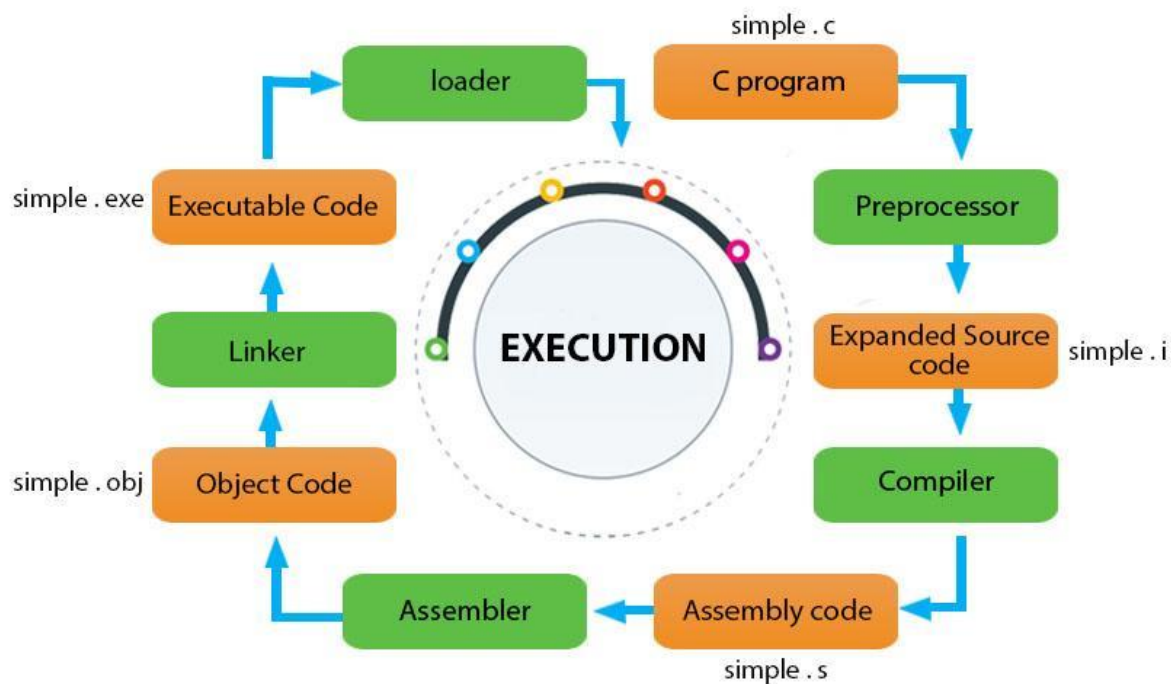 simple . c
C program
Preprocessor
Expanded Source
code
simple . i
Compiler
Assembly code
simple . s
Assembler
Object Code
simple . obj
Linker
Executable Code
simple . exe
loader
EXECUTION